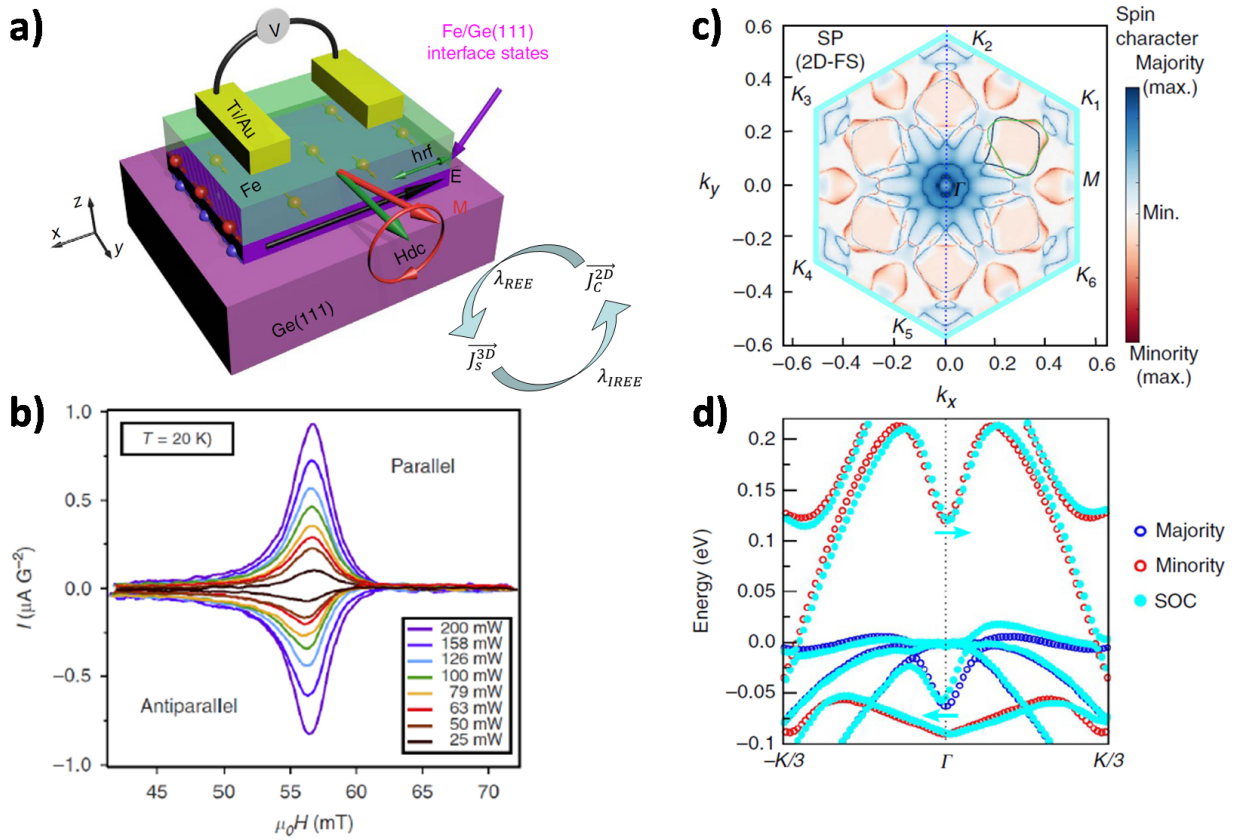 a)
V
Fe/Ge(111)
interface states
Ti/Au
Fe
hrf
E
M
Hdc
z
x
y
Ge(111)
λREE
JC2D
Js3D
λIREE
b)
T = 20 K)
Parallel
Antiparallel
I (μA G−2)
1.0
0.5
0.0
−0.5
−1.0
200 mW
158 mW
126 mW
100 mW
79 mW
63 mW
50 mW
25 mW
45
50
55
60
65
70
μ0H (mT)
c)
SP
(2D-FS)
K2
K3
K1
Γ
M
K4
K6
K5
ky
0.6
0.4
0.2
0.0
−0.2
−0.4
−0.6
−0.6
−0.4
−0.2
0.0
0.2
0.4
0.6
kx
Spin
character
Majority
(max.)
Min.
Minority
(max.)
d)
Energy (eV)
0.2
0.15
0.1
0.05
0.0
−0.05
−0.1
−K/3
Γ
K/3
Majority
Minority
SOC